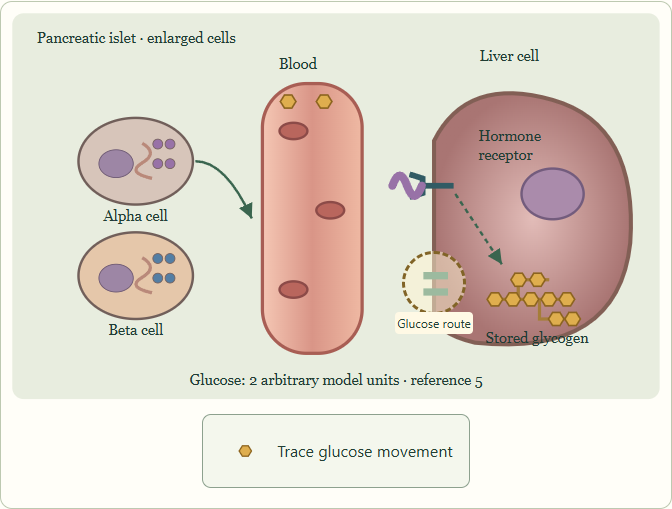 Pancreatic islet · enlarged cells
Blood
Liver cell
Hormone
receptor
Alpha cell
Beta cell
Glucose route
Stored glycogen
Glucose: 2 arbitrary model units · reference 5
Trace glucose movement